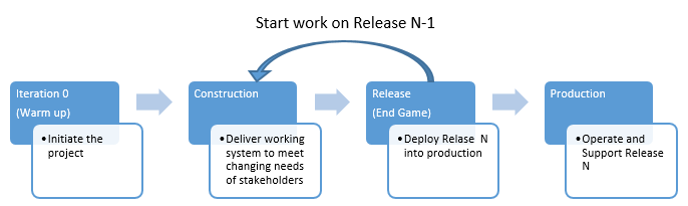 Start work on Release N-1
Iteration 0
(Warm up)
•Initiate the
project
Construction
•Deliver working
system to meet
changing needs
of stakeholders
Release
(End Game)
•Deploy Relase N
into production
Production
•Operate and
Support Release
N